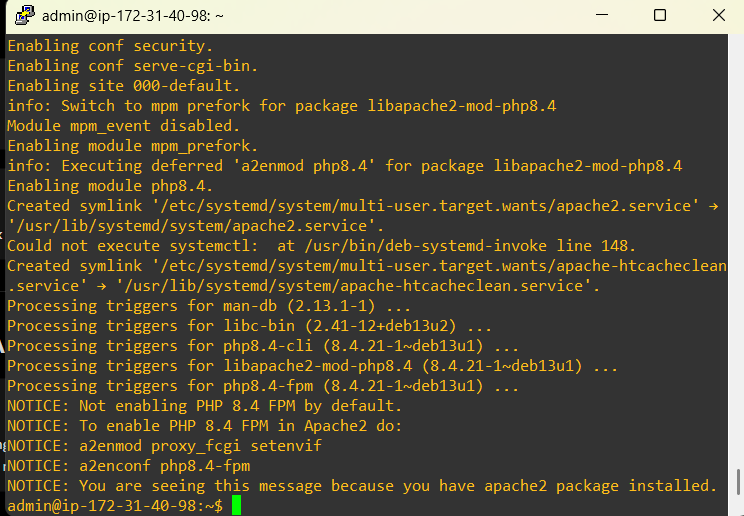 admin@ip-172-31-40-98: ~
Enabling conf security.
Enabling conf serve-cgi-bin.
Enabling site 000-default.
info: Switch to mpm prefork for package libapache2-mod-php8.4
Module mpm_event disabled.
Enabling module mpm_prefork.
info: Executing deferred 'a2enmod php8.4' for package libapache2-mod-php8.4
Enabling module php8.4.
Created symlink '/etc/systemd/system/multi-user.target.wants/apache2.service' →
'/usr/lib/systemd/system/apache2.service'.
Could not execute systemctl:  at /usr/bin/deb-systemd-invoke line 148.
Created symlink '/etc/systemd/system/multi-user.target.wants/apache-htcacheclean
.service' → '/usr/lib/systemd/system/apache-htcacheclean.service'.
Processing triggers for man-db (2.13.1-1) ...
Processing triggers for libc-bin (2.41-12+deb13u2) ...
Processing triggers for php8.4-cli (8.4.21-1~deb13u1) ...
Processing triggers for libapache2-mod-php8.4 (8.4.21-1~deb13u1) ...
Processing triggers for php8.4-fpm (8.4.21-1~deb13u1) ...
NOTICE: Not enabling PHP 8.4 FPM by default.
NOTICE: To enable PHP 8.4 FPM in Apache2 do:
NOTICE: a2enmod proxy_fcgi setenvif
NOTICE: a2enconf php8.4-fpm
NOTICE: You are seeing this message because you have apache2 package installed.
admin@ip-172-31-40-98:~$